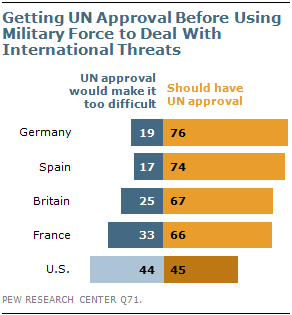 Getting UN Approval Before Using
Military Force to Deal With
International Threats
UN approval
would make it
too difficult
Should have
UN approval
Germany 19 76
Spain 17 74
Britain 25 67
France 33 66
U.S. 44 45
PEW RESEARCH CENTER Q71.